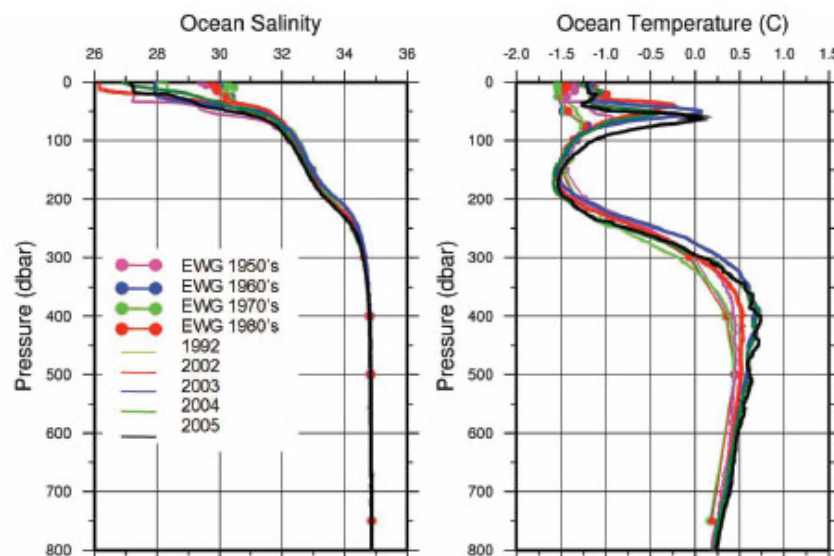 Ocean Salinity
26 28 30 32 34 36
0
100
200
300
400
500
600
700
800
Pressure (dbar)
EWG 1950's
EWG 1960's
EWG 1970's
EWG 1980's
1992
2002
2003
2004
2005
Ocean Temperature (C)
-2.0 -1.5 -1.0 -0.5 0.0 0.5 1.0 1.5
0
100
200
300
400
500
600
700
800
Pressure (dbar)